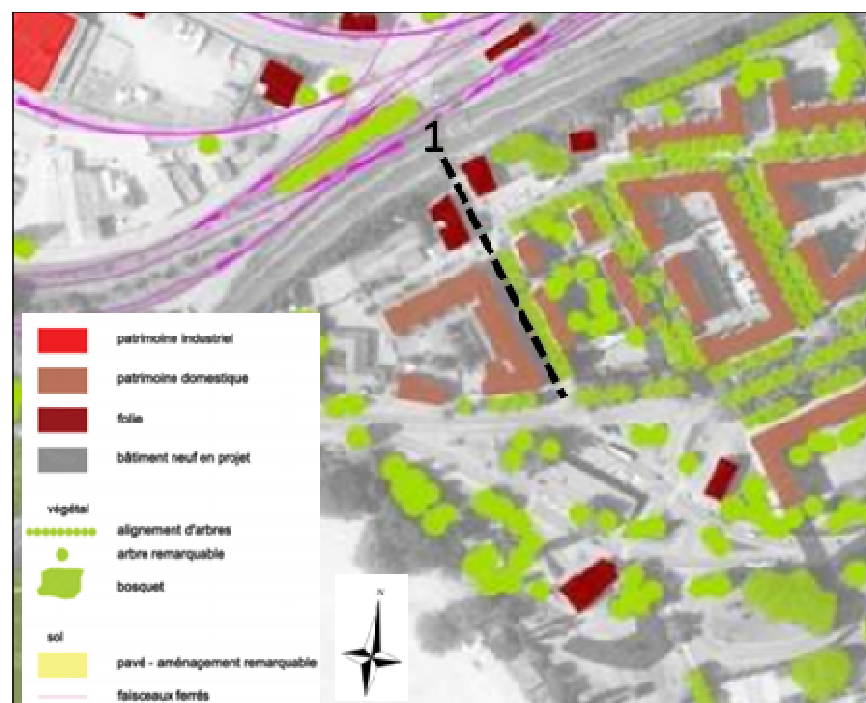 1
patrimoine industriel
patrimoine domestique
folie
bâtiment neuf en projet
végétal
alignement d'arbres
arbre remarquable
bosquet
sol
pavé - aménagement remarquable
faisceaux ferrés
N